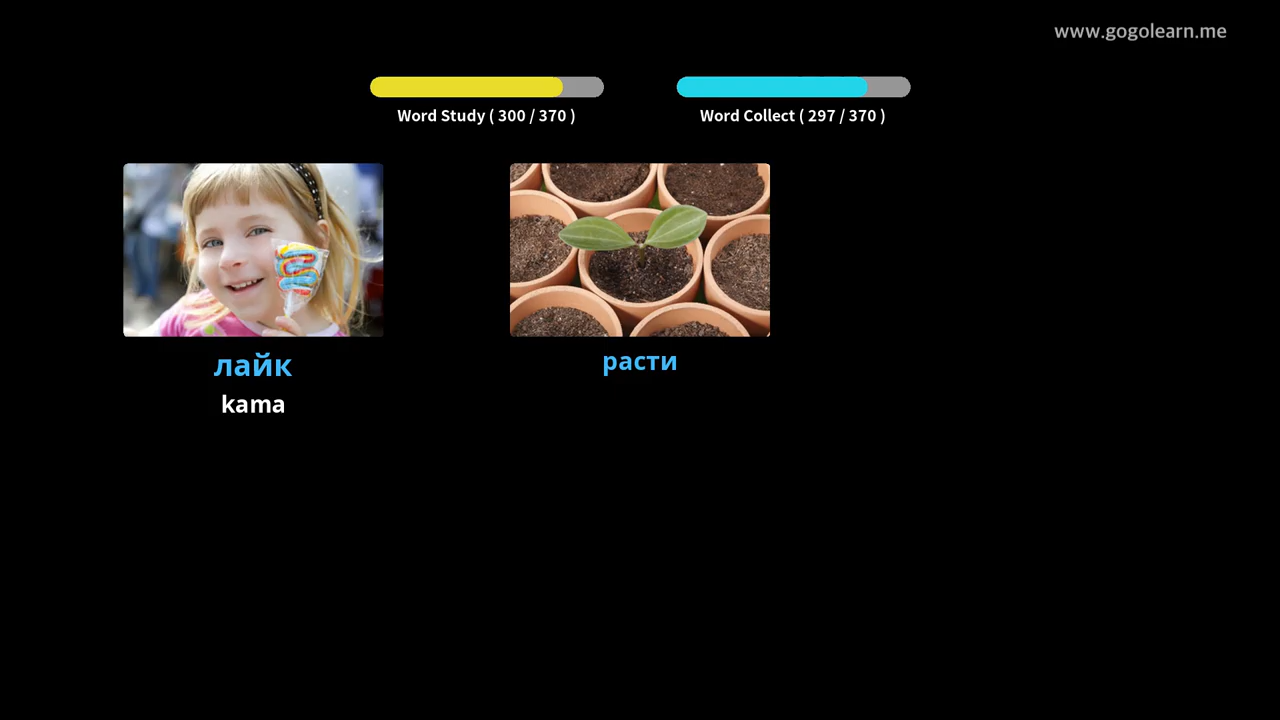 www.gogolearn.me
Word Study ( 300 / 370 )
Word Collect ( 297 / 370 )
лайк
kama
расти